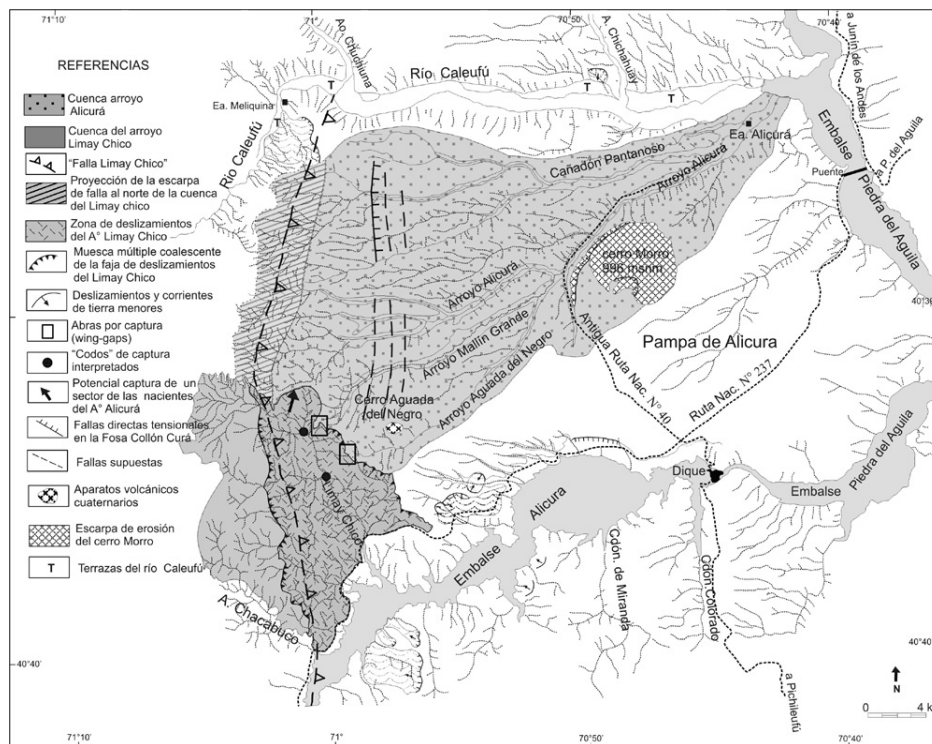 71°10'
71°
70°50'
70°40'
REFERENCIAS
Cuenca arroyo
Alicurá
Cuenca del arroyo
Limay Chico
"Falla Limay Chico"
Proyección de la escarpa
de falla al norte de la cuenca
del Limay chico
Zona de deslizamientos
del A° Limay Chico
Muesca múltiple coalescente
de la faja de deslizamientos
del Limay Chico
Deslizamientos y corrientes
de tierra menores
Abras por captura
(wing-gaps)
"Codos" de captura
interpretados
Potencial captura de un
sector de las nacientes
del A° Alicurá
Fallas directas tensionales
en la Fosa Collón Curá
Fallas supuestas
Aparatos volcánicos
cuaternarios
Escarpa de erosión
del cerro Morro
T
Terrazas del río Caleufú
Ao. Chuchiuna
A. Chichahuay
a Junín de los Andes
Río Caleufú
T
T
T
T
Ea. Meliquina
Río Caleufú
Ea. Alicurá
Embalse
Piedra del Aguila
Puente
a P. del Aguila
Cañadón Pantanoso
Arroyo Alicurá
cerro Morro
996 msnm
Arroyo Alicurá
Arroyo Mallín Grande
Arroyo Aguada del Negro
Antigua Ruta Nac. N° 40
Pampa de Alicura
Ruta Nac. N° 237
Cerro Aguada
del Negro
Limay Chico
Dique
Embalse
Alicura
Embalse
Piedra del Aguila
Cdón. de Miranda
Cdón Colorado
A. Chacabuco
a Pichileufú
40°40'
40°40'
N
0
4 k
71°10'
71°
70°50'
70°40'